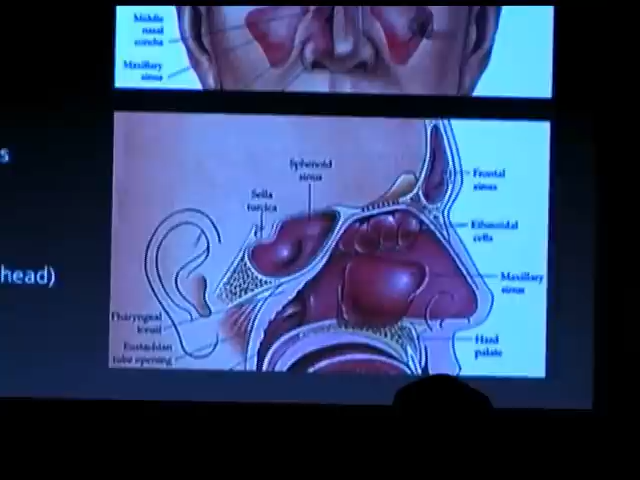 Middle
nasal
concha
Maxillary
sinus
s
head)
Sphenoid
sinus
Sella
turcica
Frontal
sinus
Ethmoidal
cells
Maxillary
sinus
Hard
palate
Pharyngeal
tonsil
Eustachian
tube opening